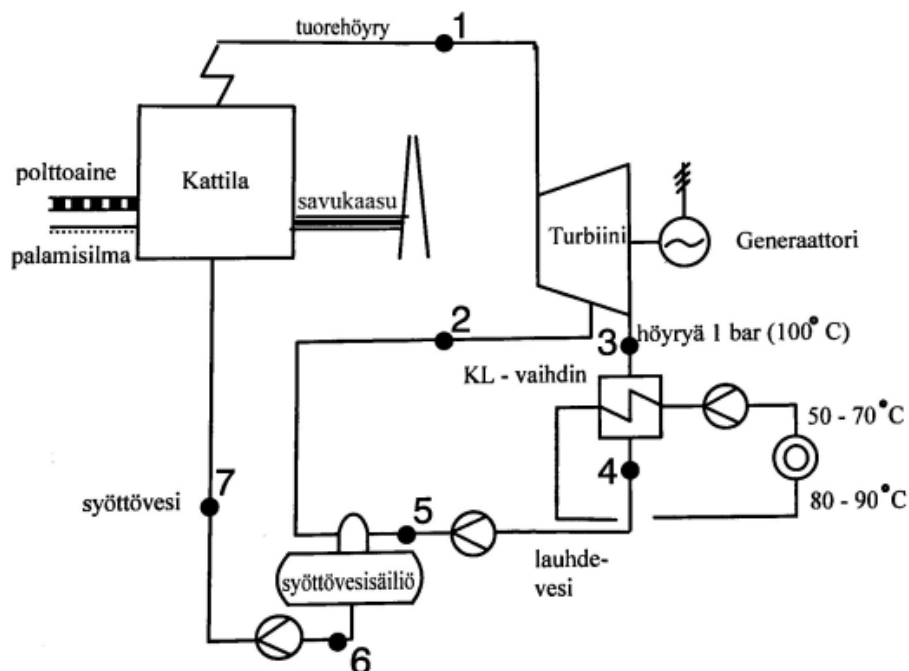 tuorehöyry
1
polttoaine
Kattila
savukaasu
palamisilma
Turbiini
Generaattori
2
3
höyryä 1 bar (100° C)
KL - vaihdin
50 - 70°C
4
7
syöttövesi
5
80 - 90°C
lauhde-
vesi
syöttövesisäiliö
6